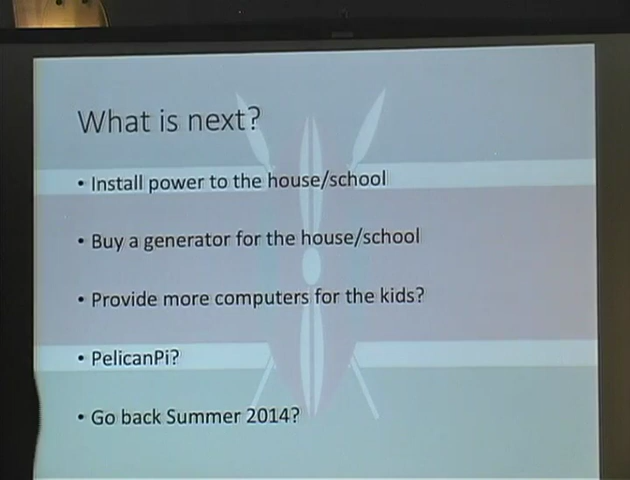 What is next?
• Install power to the house/school
• Buy a generator for the house/school
• Provide more computers for the kids?
• PelicanPi?
• Go back Summer 2014?